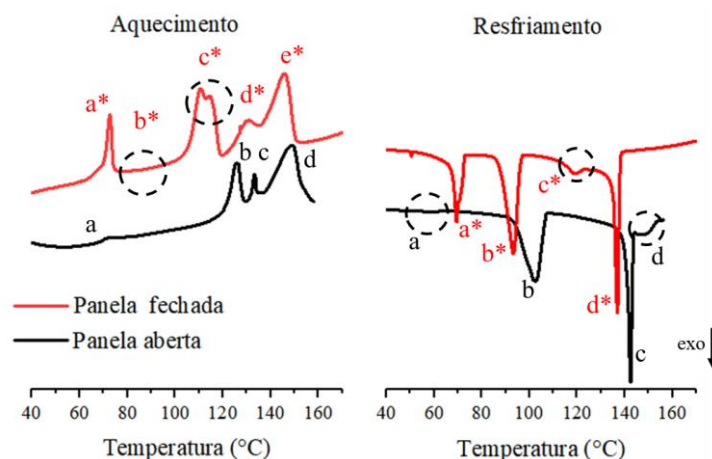 Aquecimento
c*
e*
a*
b*
d*
b
c
d
a
Panela fechada
Panela aberta
40 60 80 100 120 140 160
Temperatura (°C)
Resfriamento
c*
a
a*
b*
d
b
d*
c
exo
40 60 80 100 120 140 160
Temperatura (°C)